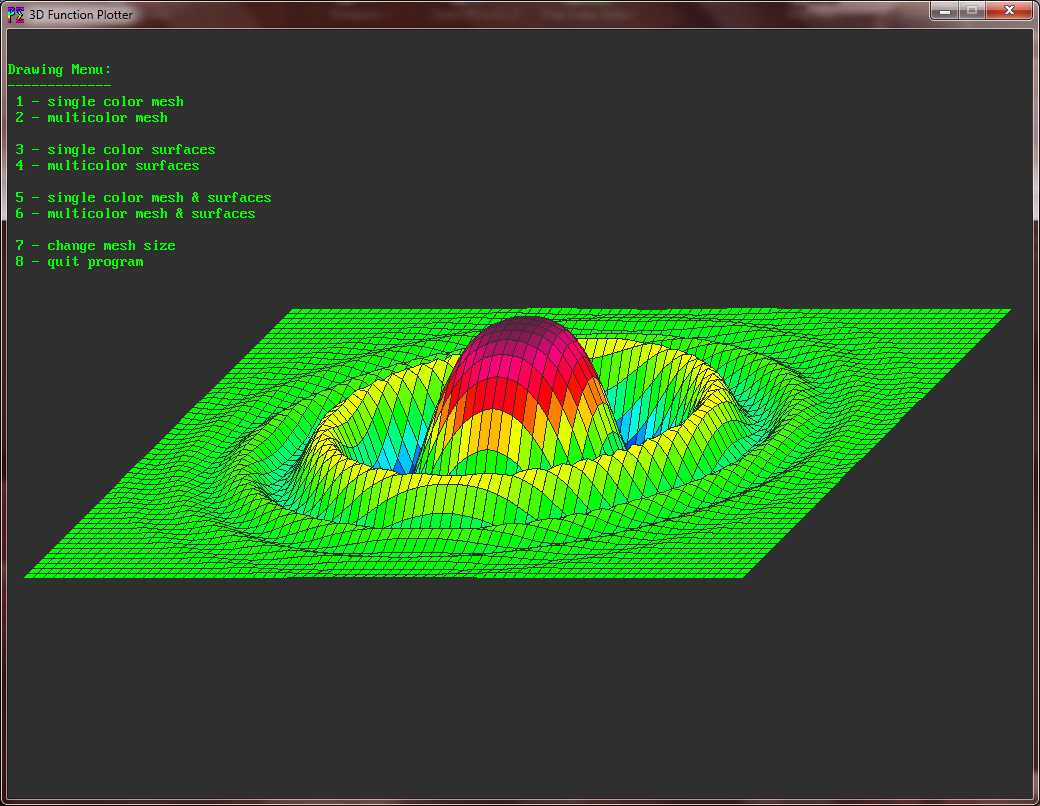 3D Function Plotter
Drawing Menu:
-------------
1 - single color mesh
2 - multicolor mesh
3 - single color surfaces
4 - multicolor surfaces
5 - single color mesh & surfaces
6 - multicolor mesh & surfaces
7 - change mesh size
8 - quit program